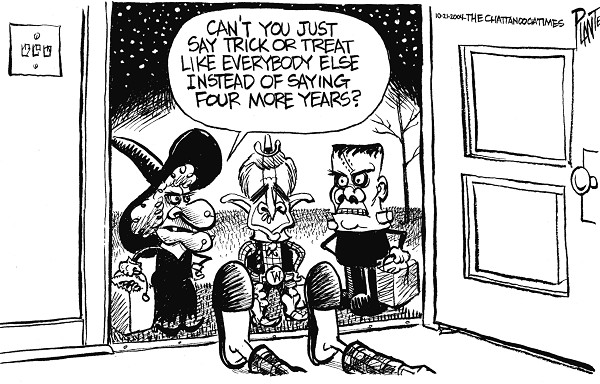 10-21-2004-THE CHATTANOOGA TIMES
PLANTE
CAN'T YOU JUST
SAY TRICK OR TREAT
LIKE EVERYBODY ELSE
INSTEAD OF SAYING
FOUR MORE YEARS?
W